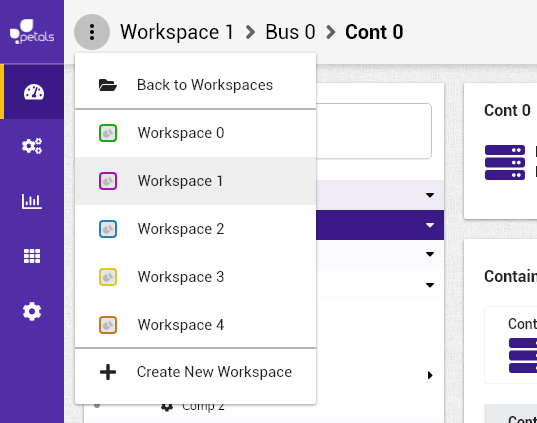 petals
Workspace 1 > Bus 0 > Cont 0
Back to Workspaces
Workspace 0
Workspace 1
Workspace 2
Workspace 3
Workspace 4
Create New Workspace
Comp 2
Cont 0
Contain
Cont
Cont